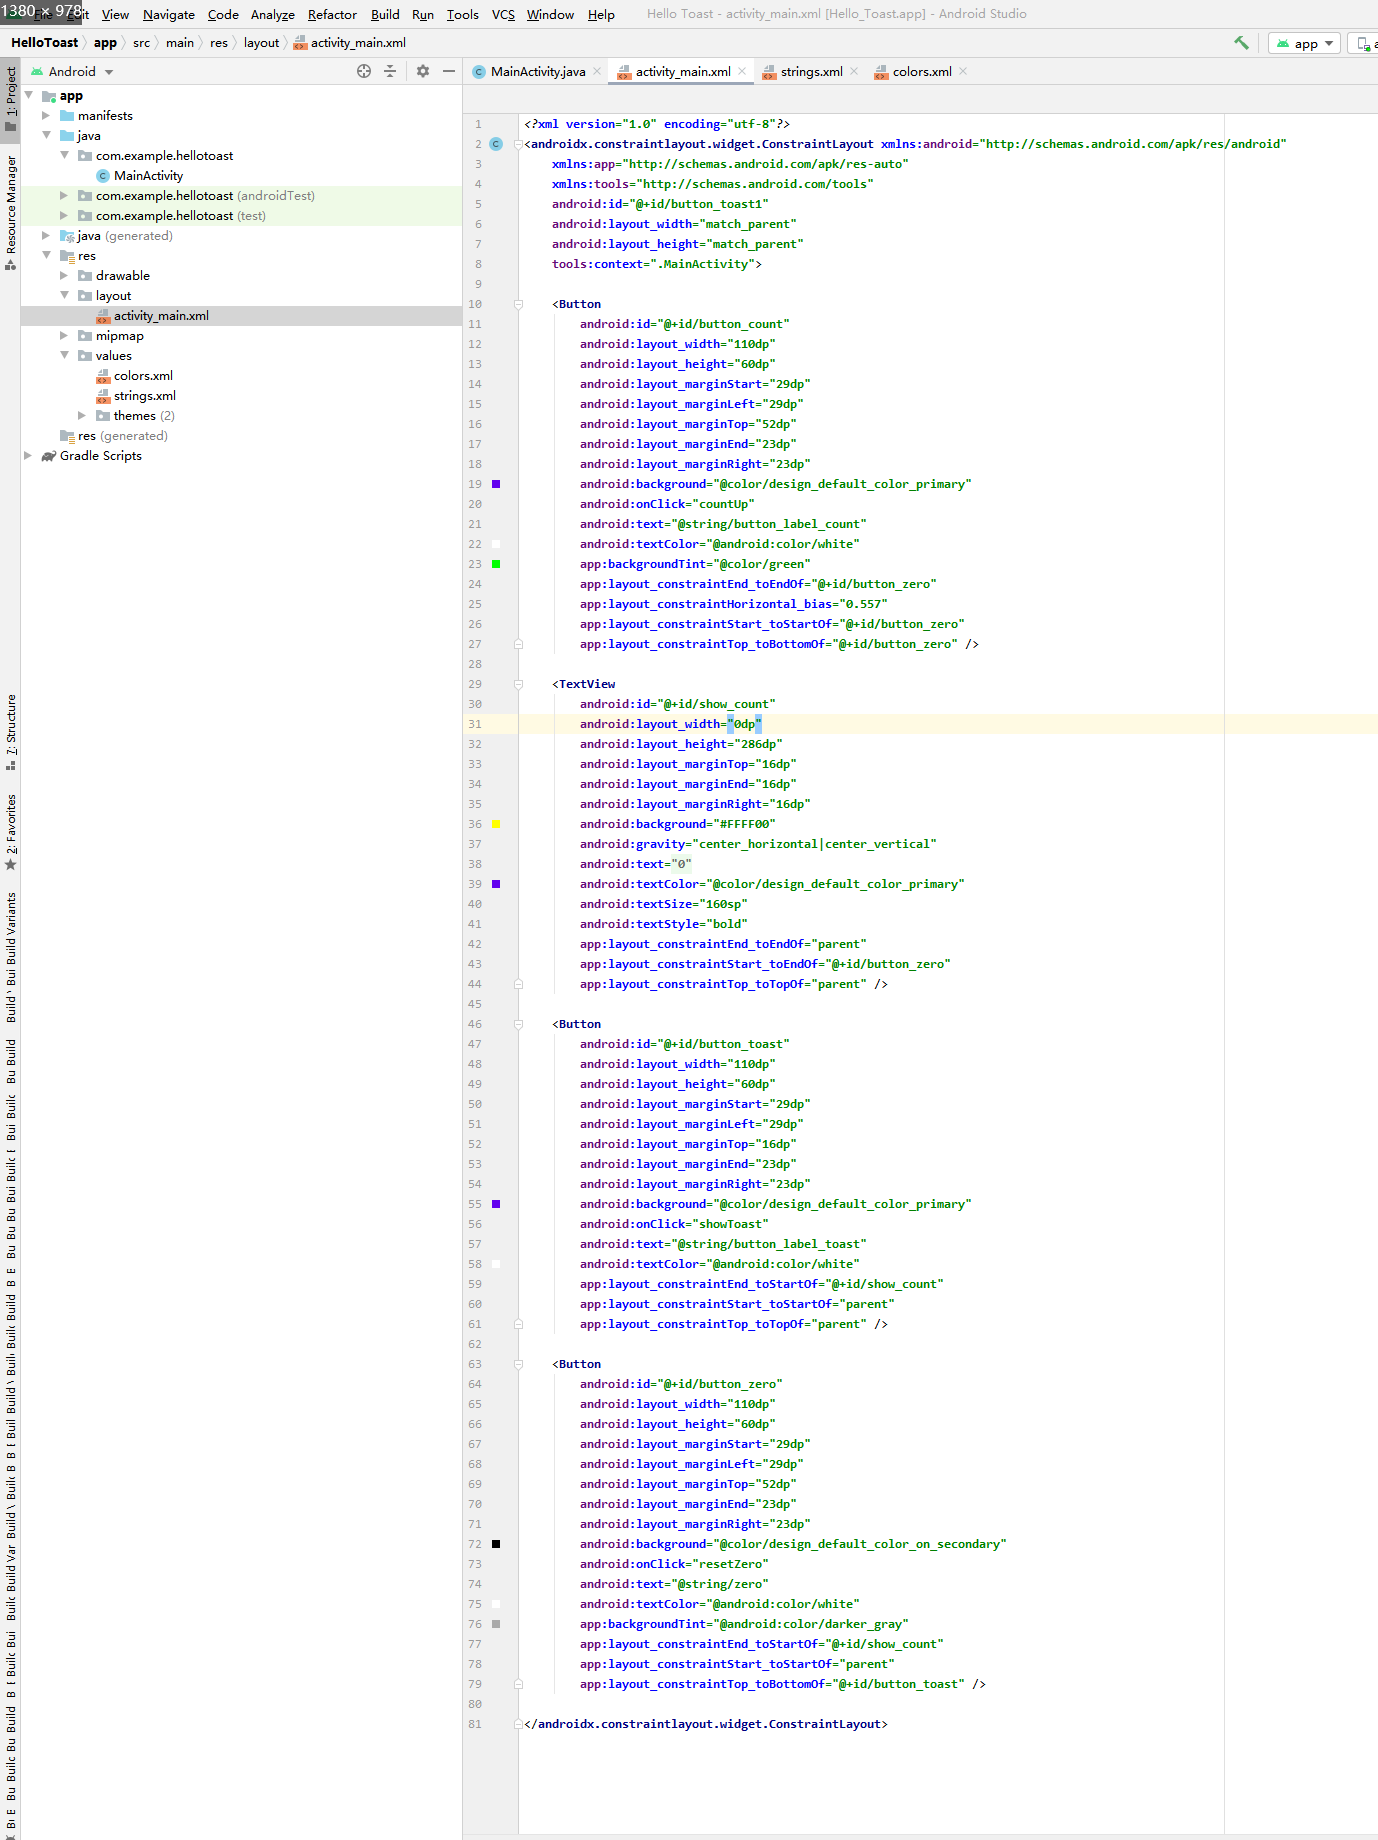 1380 × 978
Edit View Navigate Code Analyze Refactor Build Run Tools VCS Window Help Hello Toast - activity_main.xml [Hello_Toast.app] - Android Studio
HelloToast app src main res layout activity_main.xml app
Android MainActivity.java activity_main.xml strings.xml colors.xml
1: Project
Resource Manager
7: Structure
2: Favorites
Build Variants
app
manifests
java
com.example.hellotoast
MainActivity
com.example.hellotoast (androidTest)
com.example.hellotoast (test)
java (generated)
res
drawable
layout
activity_main.xml
mipmap
values
colors.xml
strings.xml
themes (2)
res (generated)
Gradle Scripts
1 <?xml version="1.0" encoding="utf-8"?>
2 <androidx.constraintlayout.widget.ConstraintLayout xmlns:android="http://schemas.android.com/apk/res/android"
3 xmlns:app="http://schemas.android.com/apk/res-auto"
4 xmlns:tools="http://schemas.android.com/tools"
5 android:id="@+id/button_toast1"
6 android:layout_width="match_parent"
7 android:layout_height="match_parent"
8 tools:context=".MainActivity">
9
10 <Button
11 android:id="@+id/button_count"
12 android:layout_width="110dp"
13 android:layout_height="60dp"
14 android:layout_marginStart="29dp"
15 android:layout_marginLeft="29dp"
16 android:layout_marginTop="52dp"
17 android:layout_marginEnd="23dp"
18 android:layout_marginRight="23dp"
19 android:background="@color/design_default_color_primary"
20 android:onClick="countUp"
21 android:text="@string/button_label_count"
22 android:textColor="@android:color/white"
23 app:backgroundTint="@color/green"
24 app:layout_constraintEnd_toEndOf="@+id/button_zero"
25 app:layout_constraintHorizontal_bias="0.557"
26 app:layout_constraintStart_toStartOf="@+id/button_zero"
27 app:layout_constraintTop_toBottomOf="@+id/button_zero" />
28
29 <TextView
30 android:id="@+id/show_count"
31 android:layout_width="0dp"
32 android:layout_height="286dp"
33 android:layout_marginTop="16dp"
34 android:layout_marginEnd="16dp"
35 android:layout_marginRight="16dp"
36 android:background="#FFFF00"
37 android:gravity="center_horizontal|center_vertical"
38 android:text="0"
39 android:textColor="@color/design_default_color_primary"
40 android:textSize="160sp"
41 android:textStyle="bold"
42 app:layout_constraintEnd_toEndOf="parent"
43 app:layout_constraintStart_toEndOf="@+id/button_zero"
44 app:layout_constraintTop_toTopOf="parent" />
45
46 <Button
47 android:id="@+id/button_toast"
48 android:layout_width="110dp"
49 android:layout_height="60dp"
50 android:layout_marginStart="29dp"
51 android:layout_marginLeft="29dp"
52 android:layout_marginTop="16dp"
53 android:layout_marginEnd="23dp"
54 android:layout_marginRight="23dp"
55 android:background="@color/design_default_color_primary"
56 android:onClick="showToast"
57 android:text="@string/button_label_toast"
58 android:textColor="@android:color/white"
59 app:layout_constraintEnd_toStartOf="@+id/show_count"
60 app:layout_constraintStart_toStartOf="parent"
61 app:layout_constraintTop_toTopOf="parent" />
62
63 <Button
64 android:id="@+id/button_zero"
65 android:layout_width="110dp"
66 android:layout_height="60dp"
67 android:layout_marginStart="29dp"
68 android:layout_marginLeft="29dp"
69 android:layout_marginTop="52dp"
70 android:layout_marginEnd="23dp"
71 android:layout_marginRight="23dp"
72 android:background="@color/design_default_color_on_secondary"
73 android:onClick="resetZero"
74 android:text="@string/zero"
75 android:textColor="@android:color/white"
76 app:backgroundTint="@android:color/darker_gray"
77 app:layout_constraintEnd_toStartOf="@+id/show_count"
78 app:layout_constraintStart_toStartOf="parent"
79 app:layout_constraintTop_toBottomOf="@+id/button_toast" />
80
81 </androidx.constraintlayout.widget.ConstraintLayout>